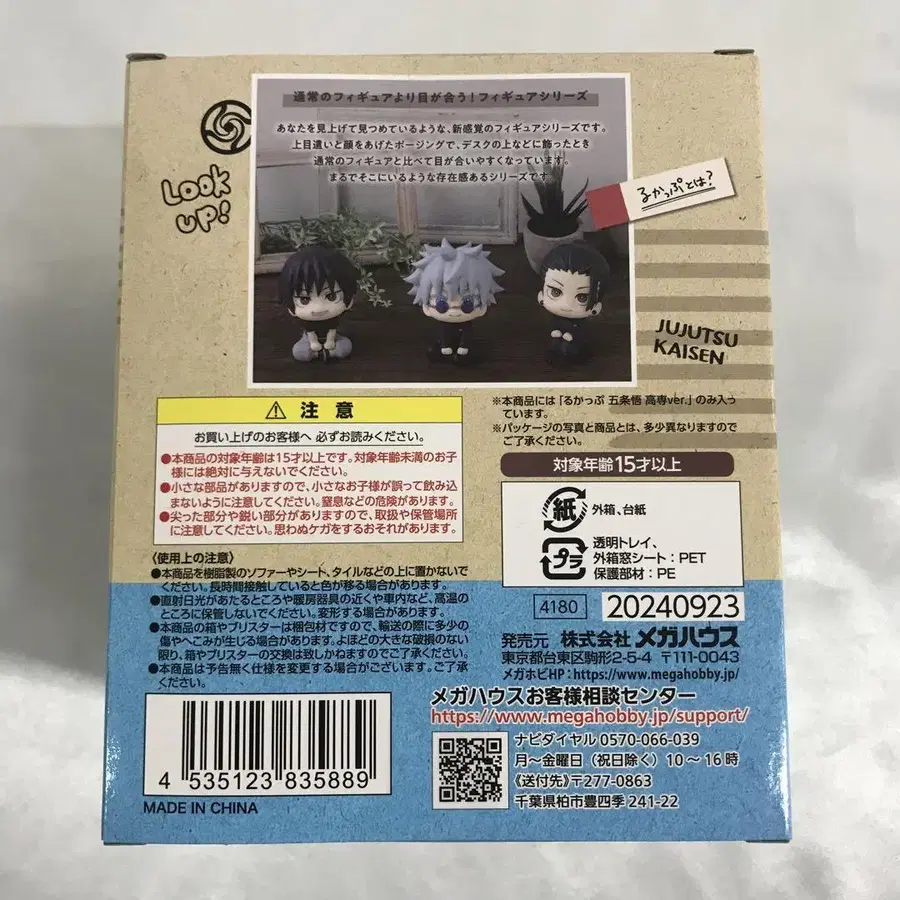 通常のフィギュアより目が合う!フィギュアシリーズ
あなたを見上げて見つめているような、新感覚のフィギュアシリーズです。
上目遣いと顔をあげたポージングで、デスクの上などに飾ったとき
通常のフィギュアと比べて目が合いやすくなっています。
まるでそこにいるような存在感あるシリーズです。
Look
up!
るかっぷとは?
JUJUTSU
KAISEN
⚠ 注意
お買い上げのお客様へ 必ずお読みください。
●本商品の対象年齢は15才以上です。対象年齢未満のお子
様には絶対に与えないでください。
●小さな部品がありますので、小さなお子様が誤って飲み込
まないように注意してください。窒息などの危険があります。
●尖った部分や鋭い部分がありますので、取扱や保管場所
に注意してください。思わぬケガをするおそれがあります。
〈使用上の注意〉
●本商品を樹脂製のソファーやシート、タイルなどの上に置かないで
ください。長時間接触していると色が移る場合があります。
●直射日光があたるところや暖房器具の近くや車内など、高温の
ところに保管しないでください。変形する場合があります。
●本商品の箱やブリスターは梱包材ですので、輸送の際に多少の
傷やへこみが生じる場合があります。よほどの大きな破損のない
限り、箱やブリスターの交換は致しかねますのでご了承ください。
●本商品は予告無く仕様を変更する場合がございます。ご了承
ください。
4 535123 835889
MADE IN CHINA
※本商品には「るかっぷ 五条悟 高専ver.」のみ入っ
ています。
※パッケージの写真と商品とは、多少異なりますので
ご了承ください。
対象年齢15才以上
紙
外箱、台紙
プラ
透明トレイ、
外箱窓シート:PET
保護部材:PE
4180 20240923
発売元 株式会社 メガハウス
東京都台東区駒形2-5-4 〒111-0043
メガホビHP:https://www.megahobby.jp/
メガハウスお客様相談センター
https://www.megahobby.jp/support/
ナビダイヤル 0570-066-039
月〜金曜日(祝日除く)10〜16時
《送付先》〒277-0863
千葉県柏市豊四季 241-22